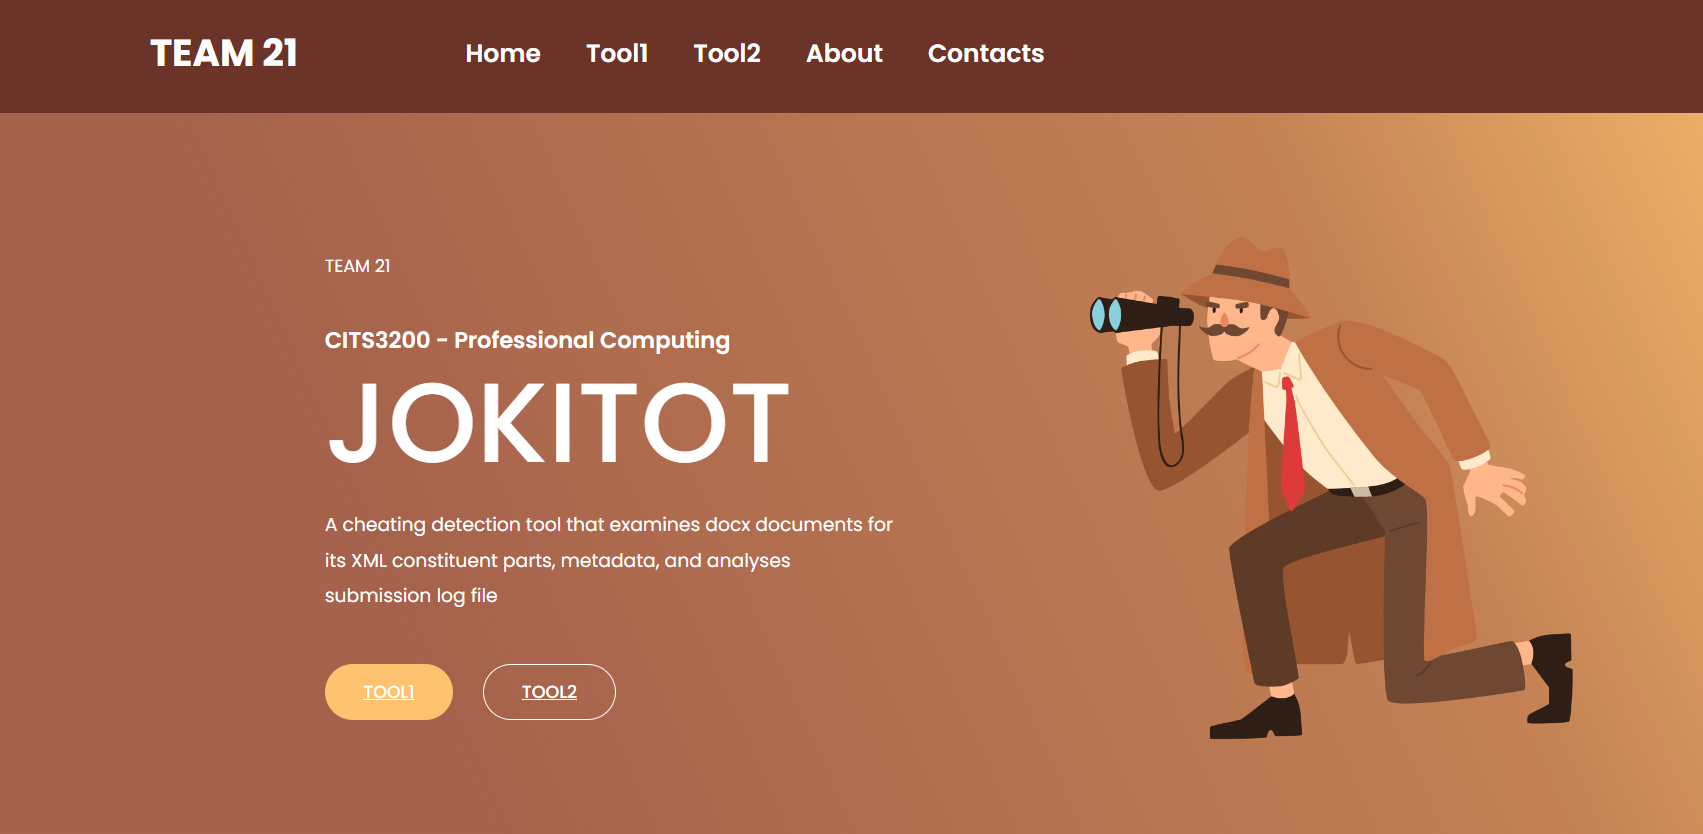 TEAM 21
Home Tool1 Tool2 About Contacts
TEAM 21
CITS3200 - Professional Computing
JOKITOT
A cheating detection tool that examines docx documents for
its XML constituent parts, metadata, and analyses
submission log file
TOOL1 TOOL2